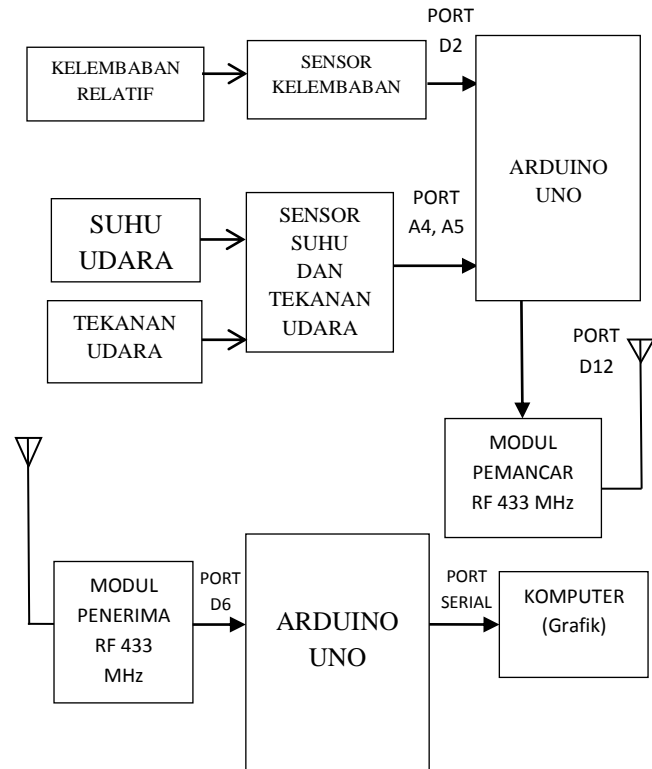 PORT
D2
KELEMBABAN
RELATIF
SENSOR
KELEMBABAN
ARDUINO
UNO
SUHU
UDARA
TEKANAN
UDARA
SENSOR
SUHU
DAN
TEKANAN
UDARA
PORT
A4, A5
PORT
D12
MODUL
PEMANCAR
RF 433 MHz
MODUL
PENERIMA
RF 433
MHz
PORT
D6
ARDUINO
UNO
PORT
SERIAL
KOMPUTER
(Grafik)